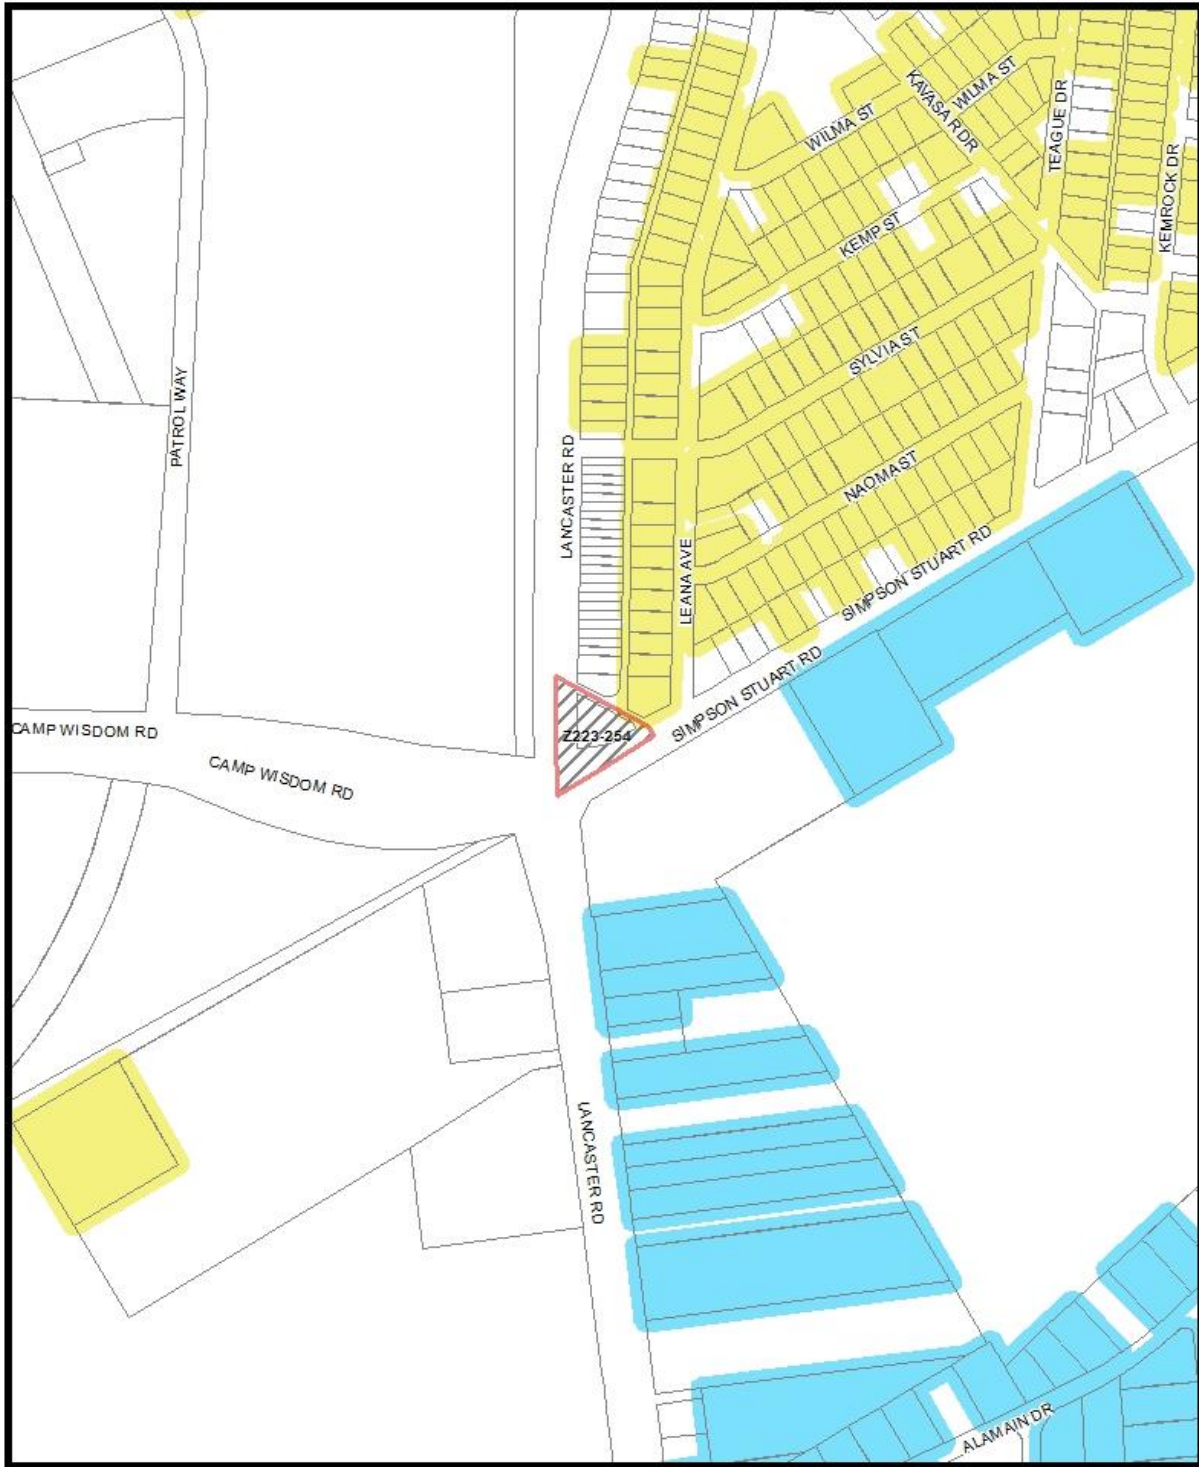 WILMA ST
KAVASAR DR
WILMA ST
TEAGUE DR
KEMROCK DR
KEMP ST
SYLVIA ST
PATROL WAY
LANCASTER RD
NAOMA ST
LEANA AVE
SIMPSON STUART RD
SIMPSON STUART RD
Z223-254
CAMP WISDOM RD
CAMP WISDOM RD
LANCASTER RD
ALAMAIN DR